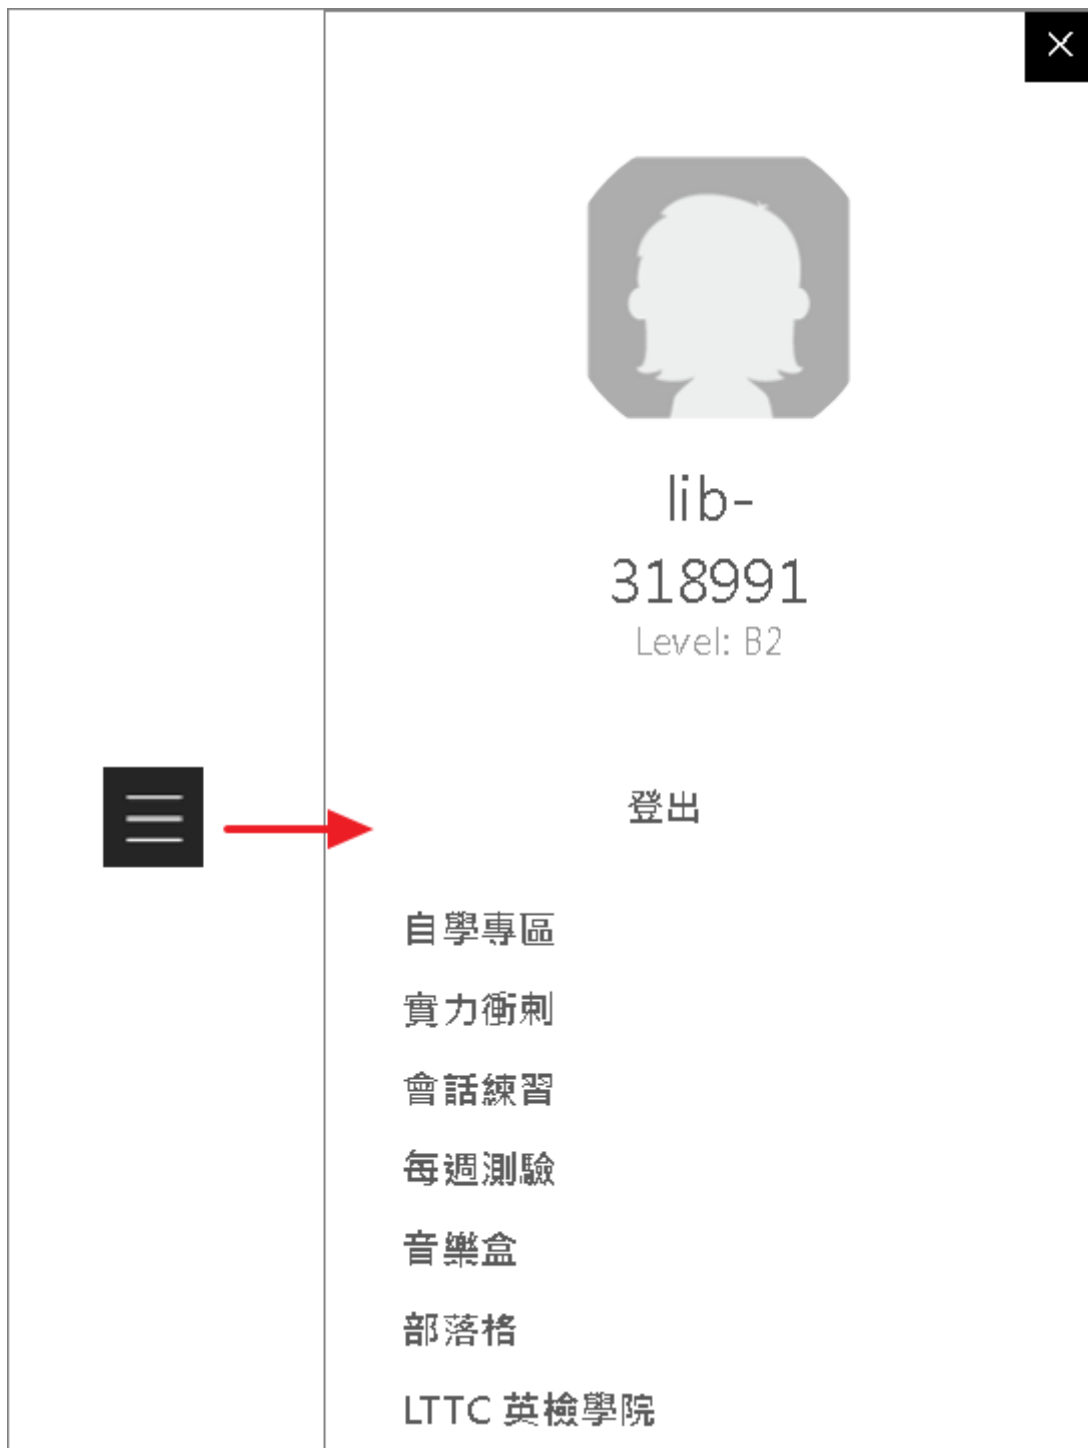 lib-
318991
Level: B2
登出
自學專區
實力衝刺
會話練習
每週測驗
音樂盒
部落格
LTTC 英檢學院